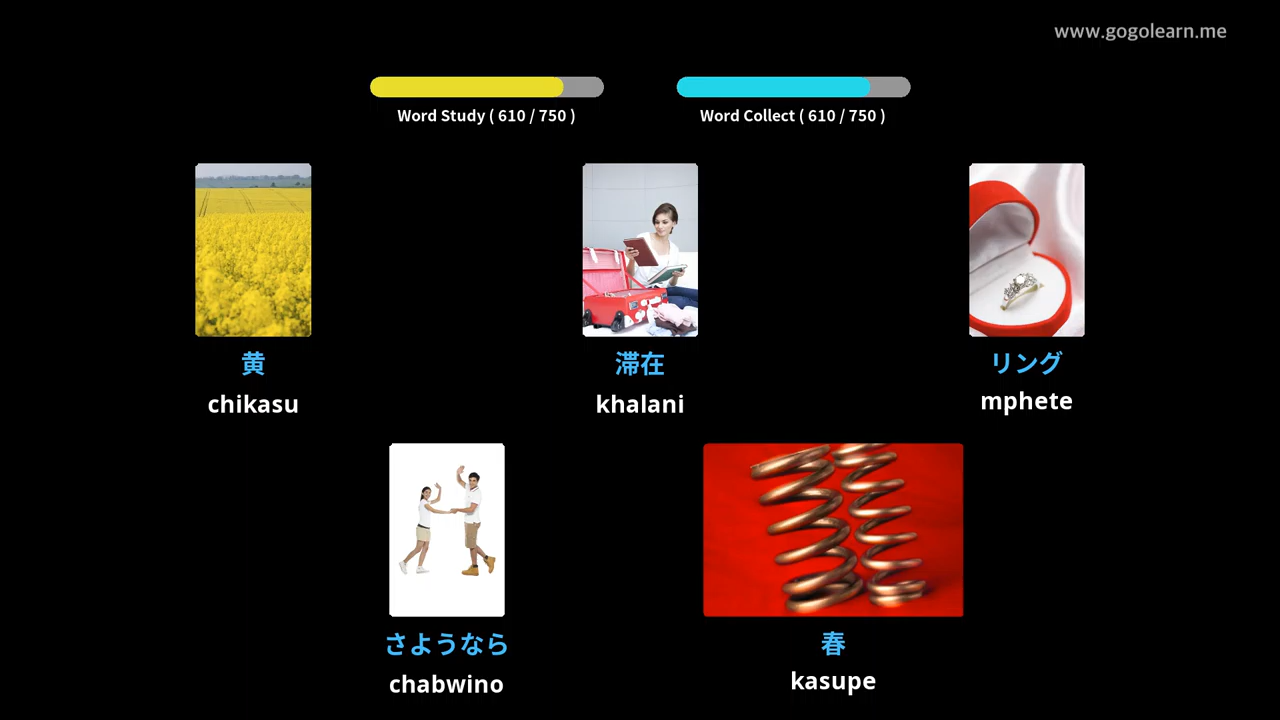 www.gogolearn.me
Word Study ( 610 / 750 )
Word Collect ( 610 / 750 )
黄
chikasu
滞在
khalani
リング
mphete
さようなら
chabwino
春
kasupe